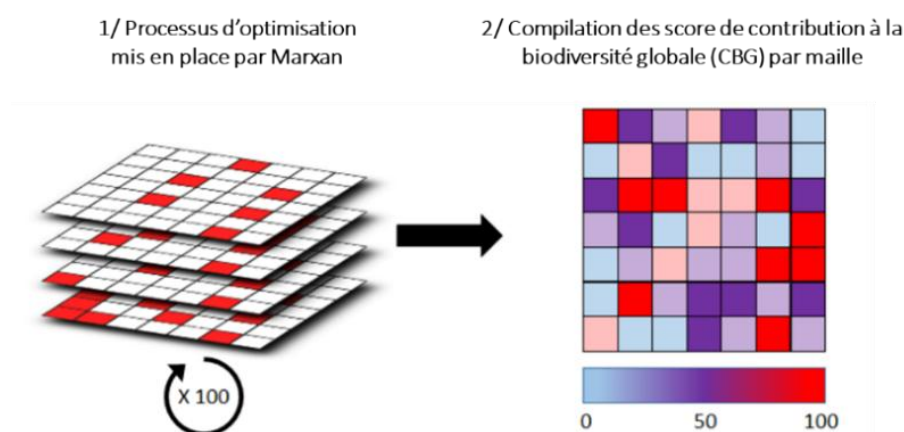 1/ Processus d'optimisation
mis en place par Marxan
2/ Compilation des score de contribution à la
biodiversité globale (CBG) par maille
X 100
0 50 100